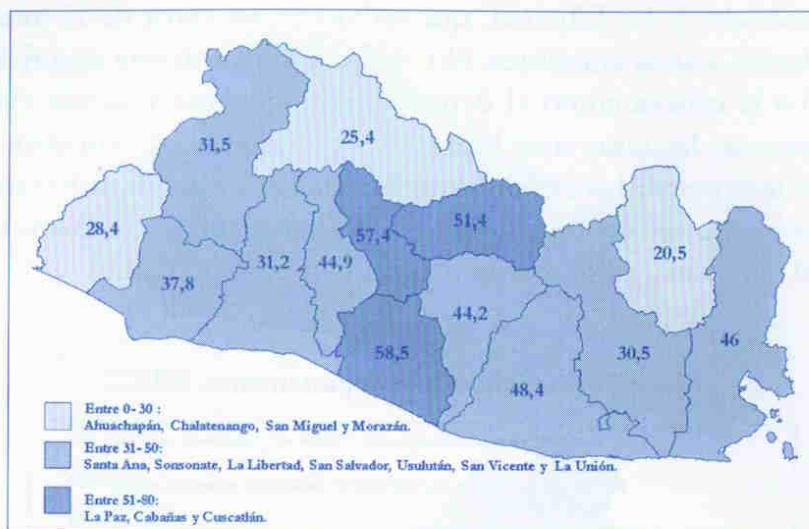 25,4
31,5
28,4
57,4
51,4
20,5
37,8
31,2
44,9
44,2
46
58,5
30,5
48,4
Entre 0-30 :
Ahuachapán, Chalatenango, San Miguel y Morazán.
Entre 31-50:
Santa Ana, Sonsonate, La Libertad, San Salvador, Usulután, San Vicente y La Unión.
Entre 51-80:
La Paz, Cabañas y Cuscatlán.